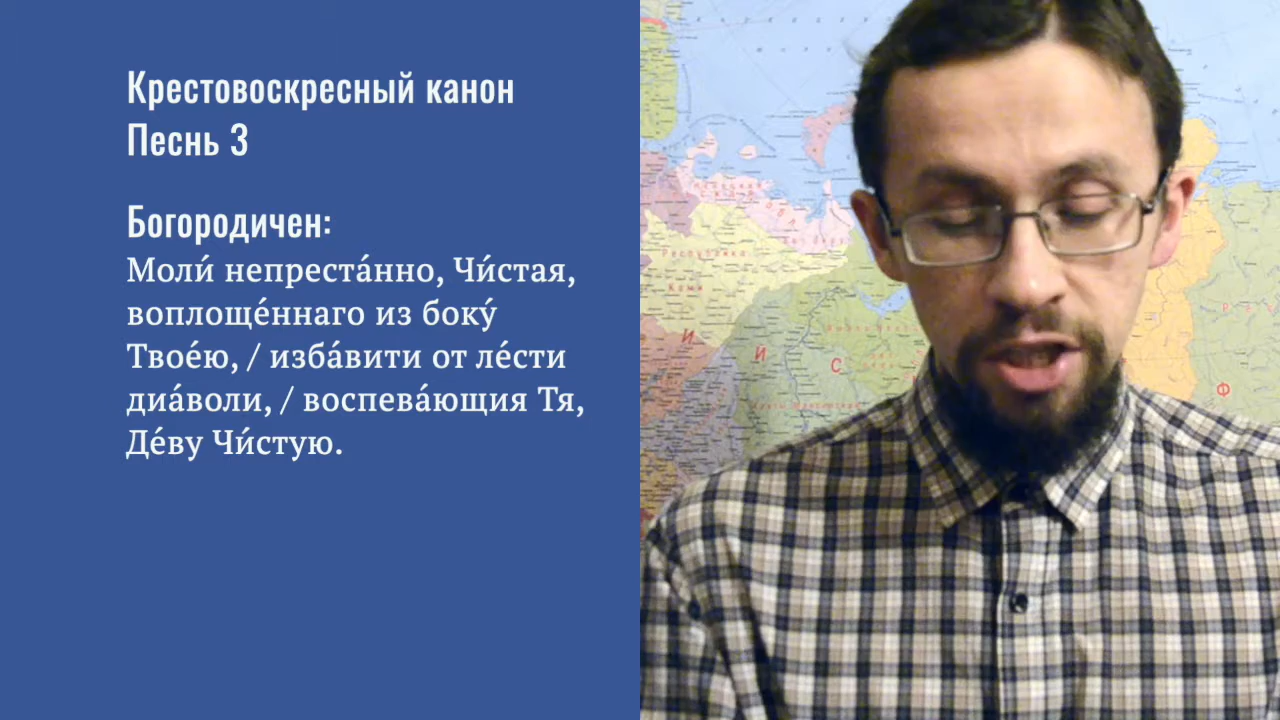 Крестовоскресный канон
Песнь 3
Богородичен:
Моли́ непреста́нно, Чи́стая,
воплоще́ннаго из боку́
Твое́ю, / изба́вити от ле́сти
диа́воли, / воспева́ющия Тя,
Де́ву Чи́стую.
И
И
С
Ф